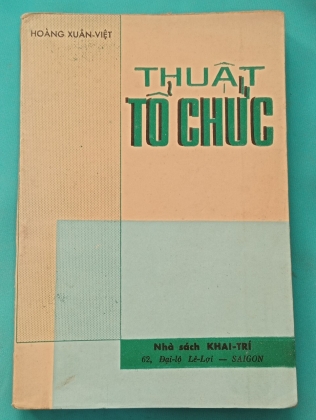 HOÀNG XUÂN-VIỆT
THUẬT
TỔ CHỨC
Nhà sách KHAI-TRÍ
62, Đại-lộ Lê-Lợi — SAIGON